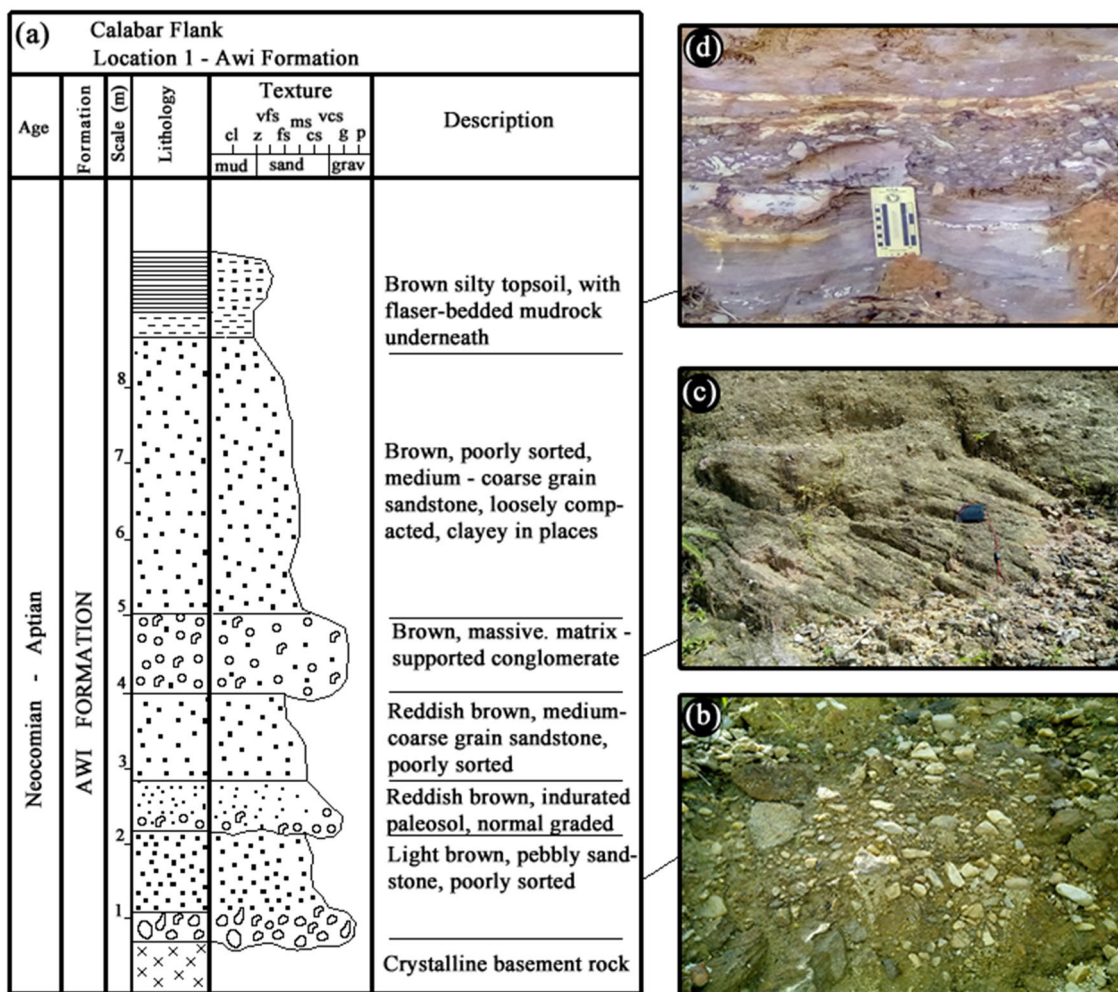 (a) Calabar Flank
Location 1 - Awi Formation
Age
Formation
Scale (m)
Lithology
Texture
vfs ms vcs
cl z fs cs g p
mud sand grav
Description
Neocomian - Aptian
AWI FORMATION
8
7
6
5
4
3
2
1
Brown silty topsoil, with
flaser-bedded mudrock
underneath
Brown, poorly sorted,
medium - coarse grain
sandstone, loosely comp-
acted, clayey in places
Brown, massive. matrix -
supported conglomerate
Reddish brown, medium-
coarse grain sandstone,
poorly sorted
Reddish brown, indurated
paleosol, normal graded
Light brown, pebbly sand-
stone, poorly sorted
Crystalline basement rock
(d)
(c)
(b)